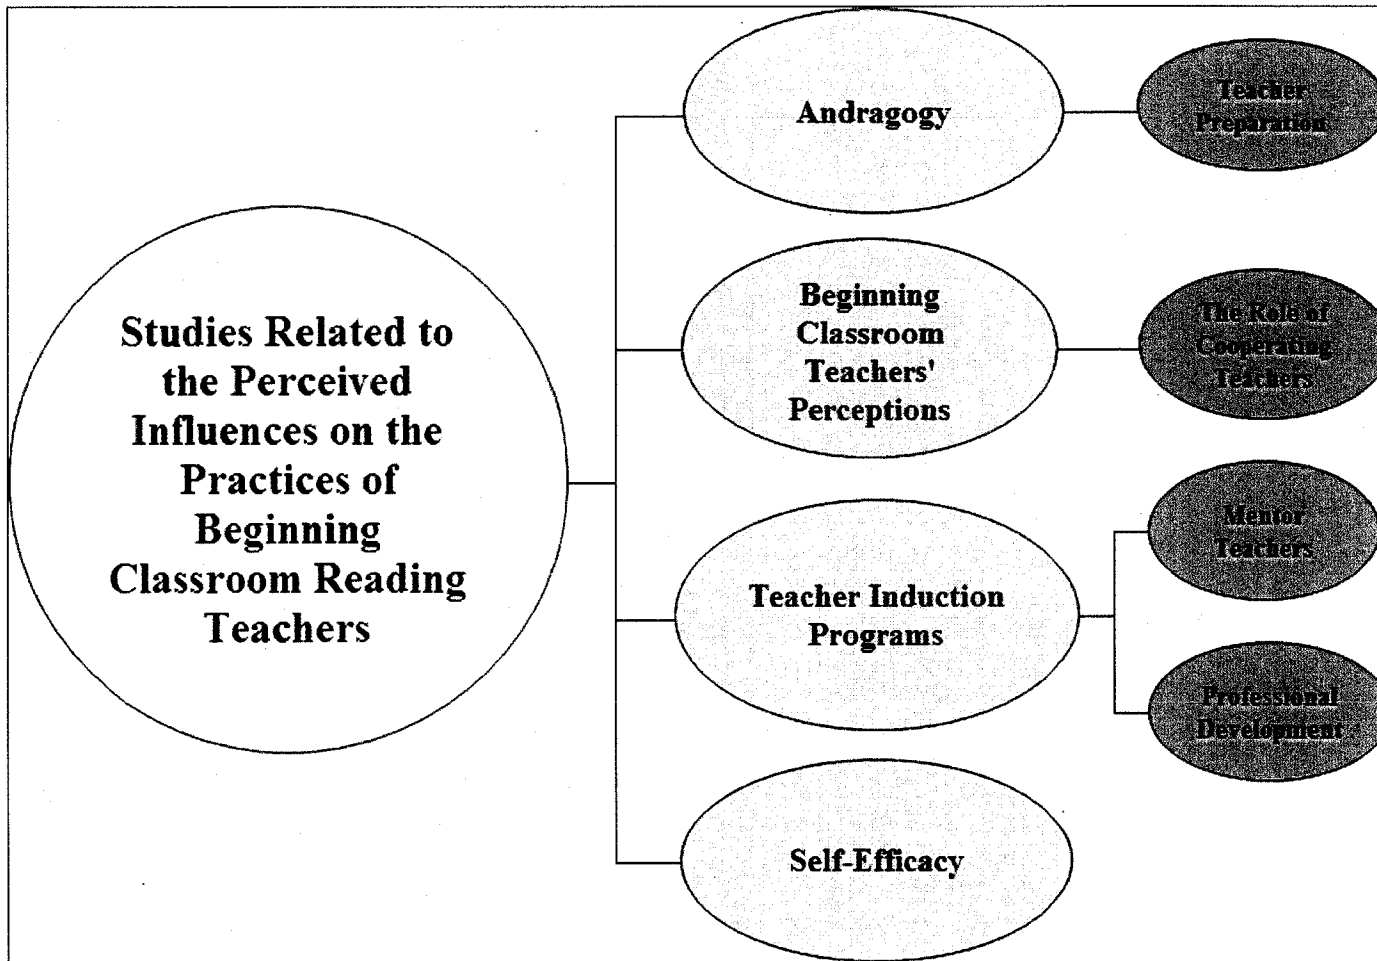 Studies Related to
the Perceived
Influences on the
Practices of
Beginning
Classroom Reading
Teachers
Andragogy
Teacher
Preparation
Beginning
Classroom
Teachers'
Perceptions
The Role of
Cooperating
Teachers
Teacher Induction
Programs
Mentor
Teachers
Professional
Development
Self-Efficacy